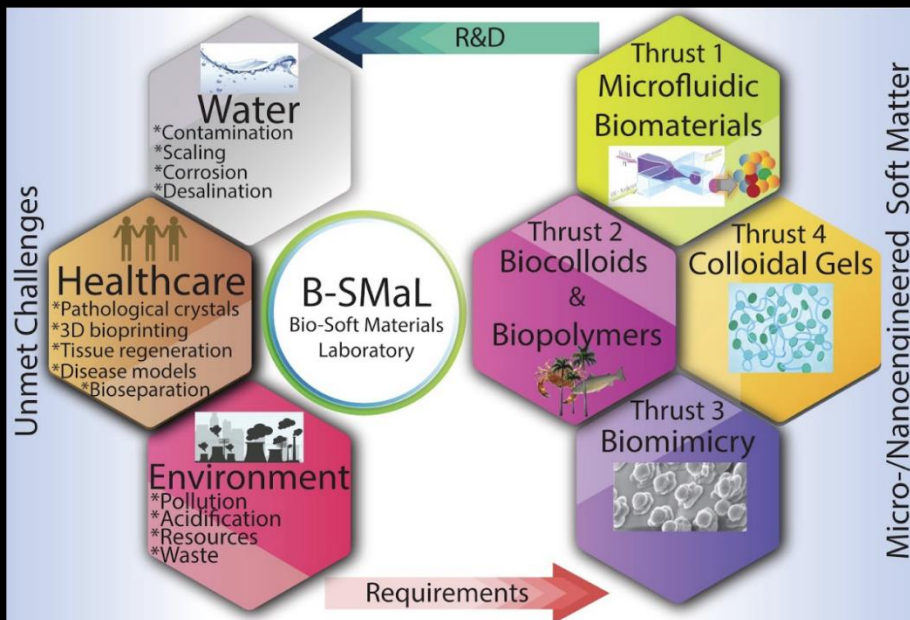 R&D
Unmet Challenges
Water
*Contamination
*Scaling
*Corrosion
*Desalination
Healthcare
*Pathological crystals
*3D bioprinting
*Tissue regeneration
*Disease models
*Bioseparation
Environment
*Pollution
*Acidification
*Resources
*Waste
B-SMaL
Bio-Soft Materials
Laboratory
Thrust 1
Microfluidic
Biomaterials
Thrust 2
Biocolloids
&
Biopolymers
Thrust 4
Colloidal Gels
Thrust 3
Biomimicry
Micro-/Nanoengineered Soft Matter
Requirements